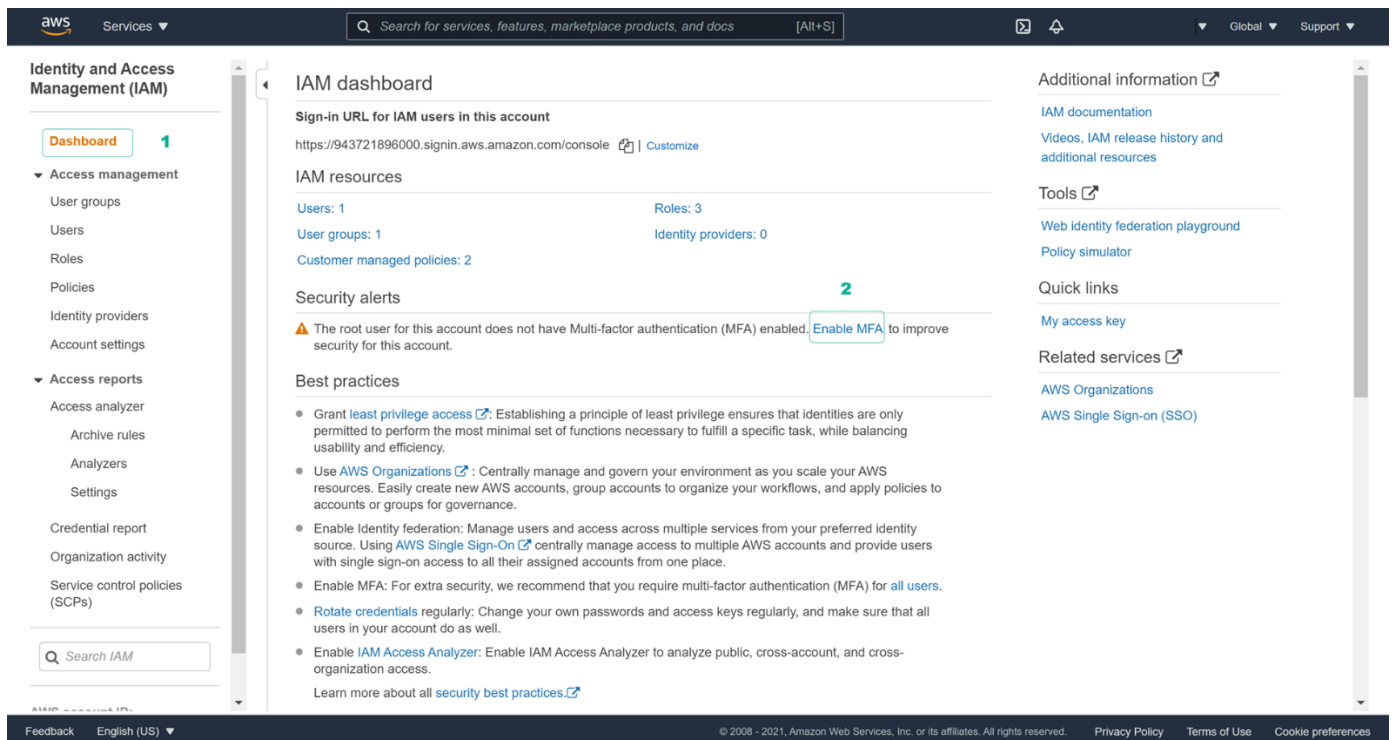 aws
Services ▼
Search for services, features, marketplace products, and docs [Alt+S]
▼ Global ▼ Support ▼
Identity and Access
Management (IAM)
Dashboard 1
Access management
User groups
Users
Roles
Policies
Identity providers
Account settings
Access reports
Access analyzer
Archive rules
Analyzers
Settings
Credential report
Organization activity
Service control policies
(SCPs)
Search IAM
AWS account ID:
IAM dashboard
Sign-in URL for IAM users in this account
https://943721896000.signin.aws.amazon.com/console | Customize
IAM resources
Users: 1 Roles: 3
User groups: 1 Identity providers: 0
Customer managed policies: 2
Security alerts 2
The root user for this account does not have Multi-factor authentication (MFA) enabled. Enable MFA to improve
security for this account.
Best practices
Grant least privilege access : Establishing a principle of least privilege ensures that identities are only
permitted to perform the most minimal set of functions necessary to fulfill a specific task, while balancing
usability and efficiency.
Use AWS Organizations : Centrally manage and govern your environment as you scale your AWS
resources. Easily create new AWS accounts, group accounts to organize your workflows, and apply policies to
accounts or groups for governance.
Enable Identity federation: Manage users and access across multiple services from your preferred identity
source. Using AWS Single Sign-On centrally manage access to multiple AWS accounts and provide users
with single sign-on access to all their assigned accounts from one place.
Enable MFA: For extra security, we recommend that you require multi-factor authentication (MFA) for all users.
Rotate credentials regularly: Change your own passwords and access keys regularly, and make sure that all
users in your account do as well.
Enable IAM Access Analyzer: Enable IAM Access Analyzer to analyze public, cross-account, and cross-
organization access.
Learn more about all security best practices.
Additional information
IAM documentation
Videos, IAM release history and
additional resources
Tools
Web identity federation playground
Policy simulator
Quick links
My access key
Related services
AWS Organizations
AWS Single Sign-on (SSO)
Feedback English (US) ▼
© 2008 - 2021, Amazon Web Services, Inc. or its affiliates. All rights reserved. Privacy Policy Terms of Use Cookie preferences